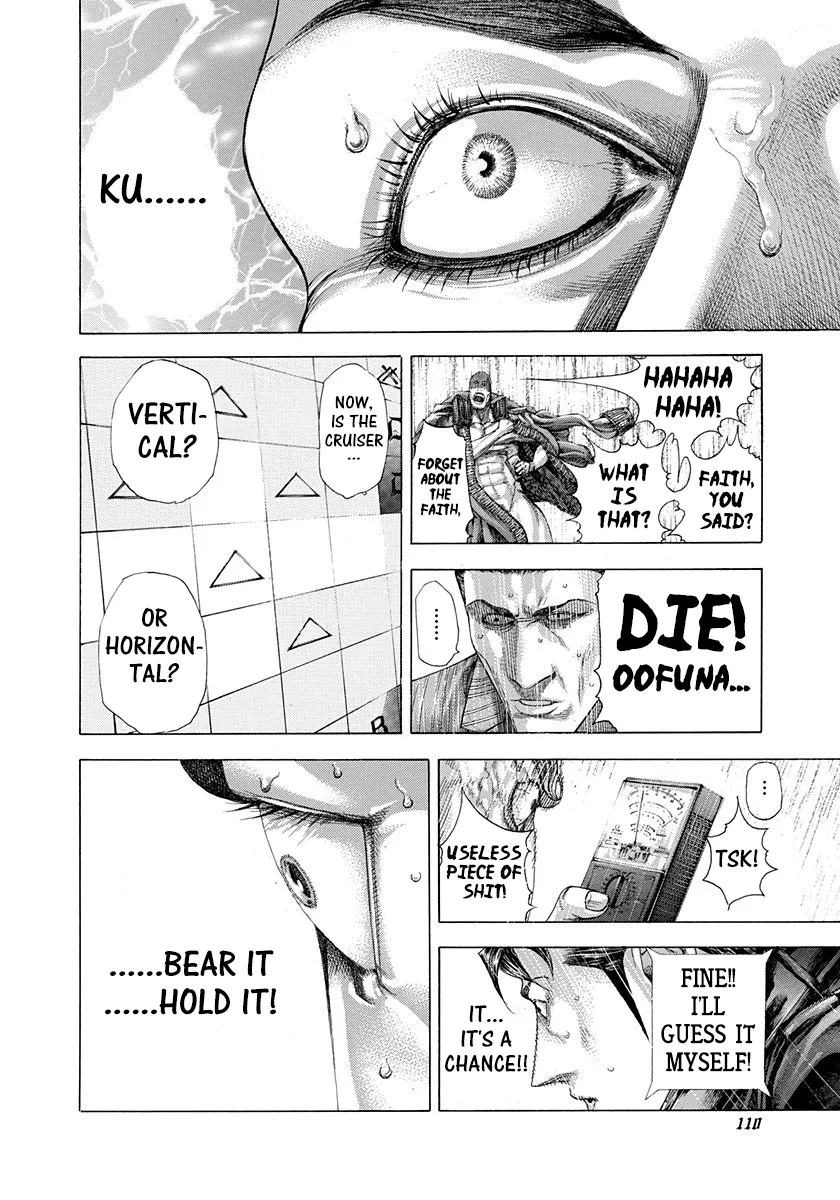 KU......
HAHAHA
HAHA!
FAITH,
YOU
SAID?
WHAT
IS
THAT?
FORGET
ABOUT
THE
FAITH,
DIE!
OOFUNA...
......
NOW,
IS THE
CRUISER
...
VERTI-
CAL?
OR
HORIZON-
TAL?
B
...
TSK!
USELESS
PIECE OF
SHIT!
FINE!!
I'LL
GUESS IT
MYSELF!
IT...
IT'S A
CHANCE!!
......BEAR IT
......HOLD IT!
110